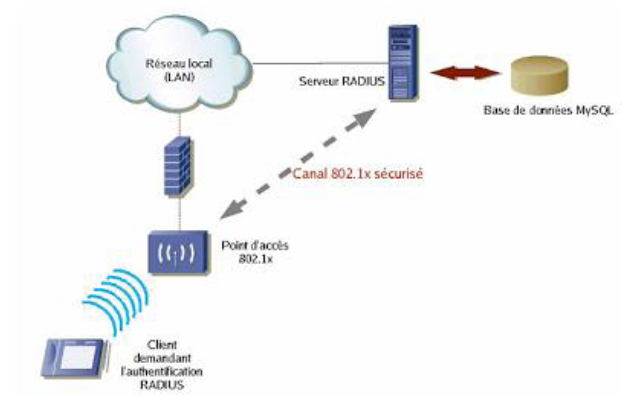 Réseau local
(LAN)
Serveur RADIUS
Base de données MySQL
Canal 802.1x sécurisé
Point d'accès
802.1x
Client
demandant
l'authentification
RADIUS